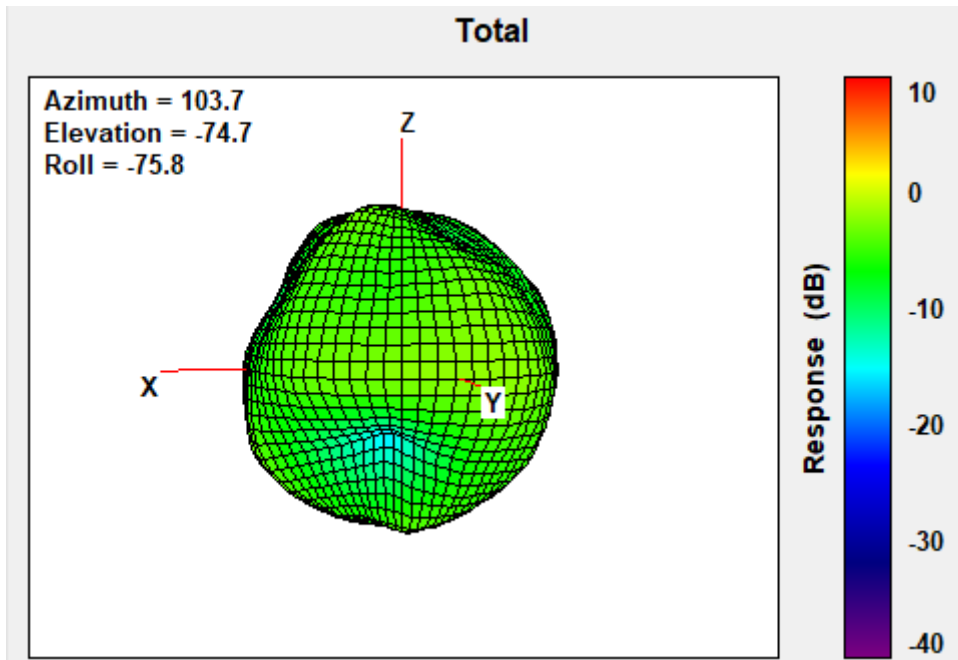 Total
Azimuth = 103.7
Elevation = -74.7
Roll = -75.8
Z
X
Y
10
0
-10
-20
-30
-40
Response (dB)